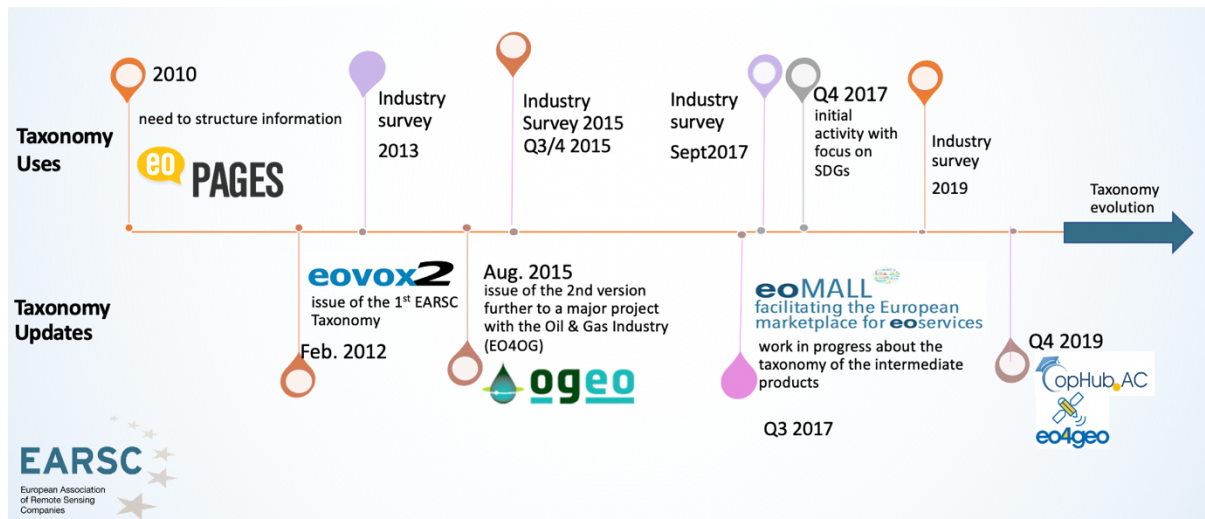 2010
need to structure information
eo
PAGES
Taxonomy
Uses
Industry
survey
2013
Industry
Survey 2015
Q3/4 2015
Industry
survey
Sept2017
Q4 2017
initial
activity with
focus on
SDGs
Industry
survey
2019
Taxonomy
evolution
Taxonomy
Updates
eovox2
issue of the 1st EARSC
Taxonomy
Feb. 2012
Aug. 2015
issue of the 2nd version
further to a major project
with the Oil & Gas Industry
(EO4OG)
ogeo
eoMALL
facilitating the European
marketplace for eoservices
work in progress about the
taxonomy of the intermediate
products
Q3 2017
Q4 2019
CopHub.AC
eo4geo
EARSC
European Association
of Remote Sensing
Companies